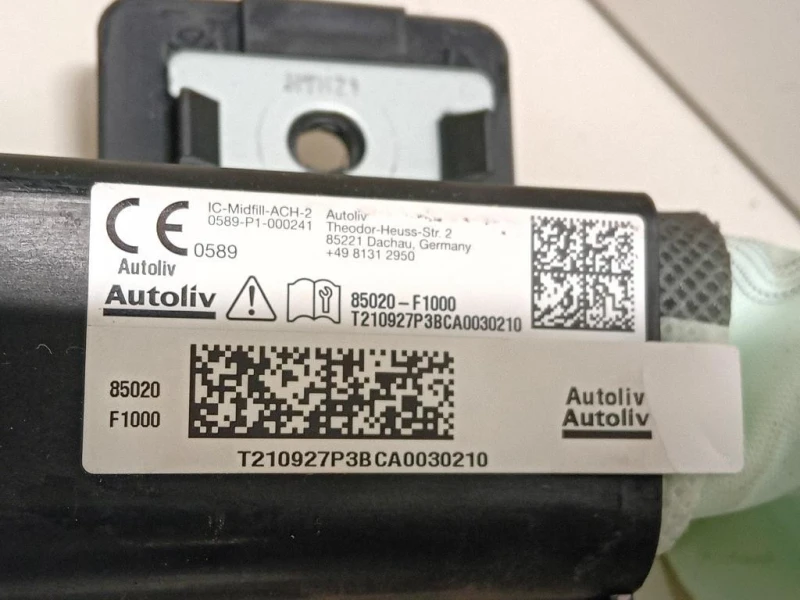 CE
0589
IC-Midfill-ACH-2
0589-P1-000241
Autoliv
Theodor-Heuss-Str. 2
85221 Dachau, Germany
+49 8131 2950
Autoliv
Autoliv
85020-F1000
T210927P3BCA0030210
85020
F1000
Autoliv
Autoliv
T210927P3BCA0030210